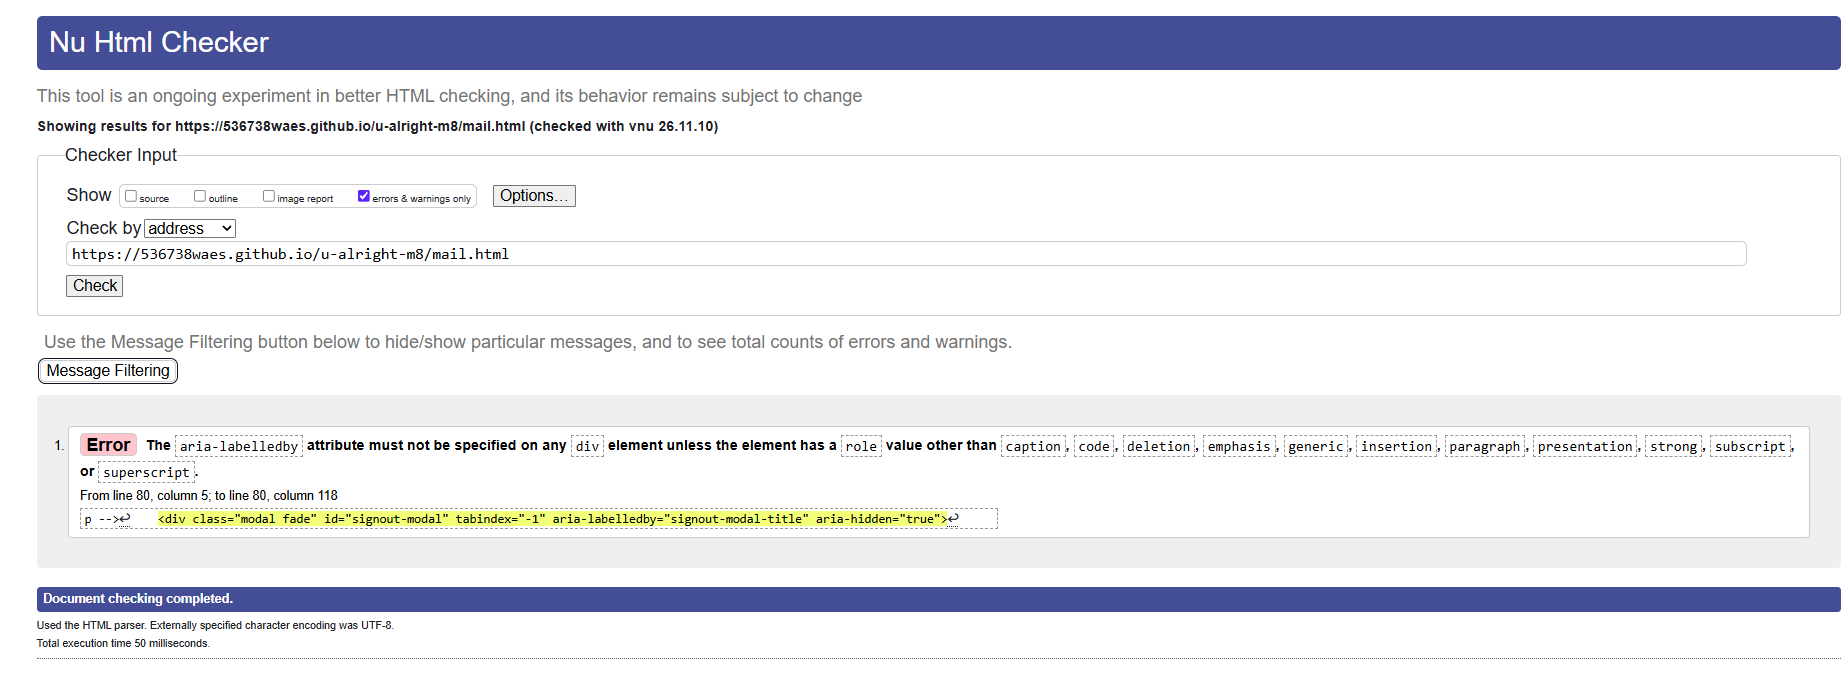 Nu Html Checker
This tool is an ongoing experiment in better HTML checking, and its behavior remains subject to change
Showing results for https://536738waes.github.io/u-alright-m8/mail.html (checked with vnu 26.11.10)
Checker Input
Show source outline image report errors & warnings only Options...
Check by address
https://536738waes.github.io/u-alright-m8/mail.html
Check
Use the Message Filtering button below to hide/show particular messages, and to see total counts of errors and warnings.
Message Filtering
1. Error The aria-labelledby attribute must not be specified on any div element unless the element has a role value other than caption, code, deletion, emphasis, generic, insertion, paragraph, presentation, strong, subscript,
or superscript.
From line 80, column 5; to line 80, column 118
p -->↩ <div class="modal fade" id="signout-modal" tabindex="-1" aria-labelledby="signout-modal-title" aria-hidden="true">↩
Document checking completed.
Used the HTML parser. Externally specified character encoding was UTF-8.
Total execution time 50 milliseconds.